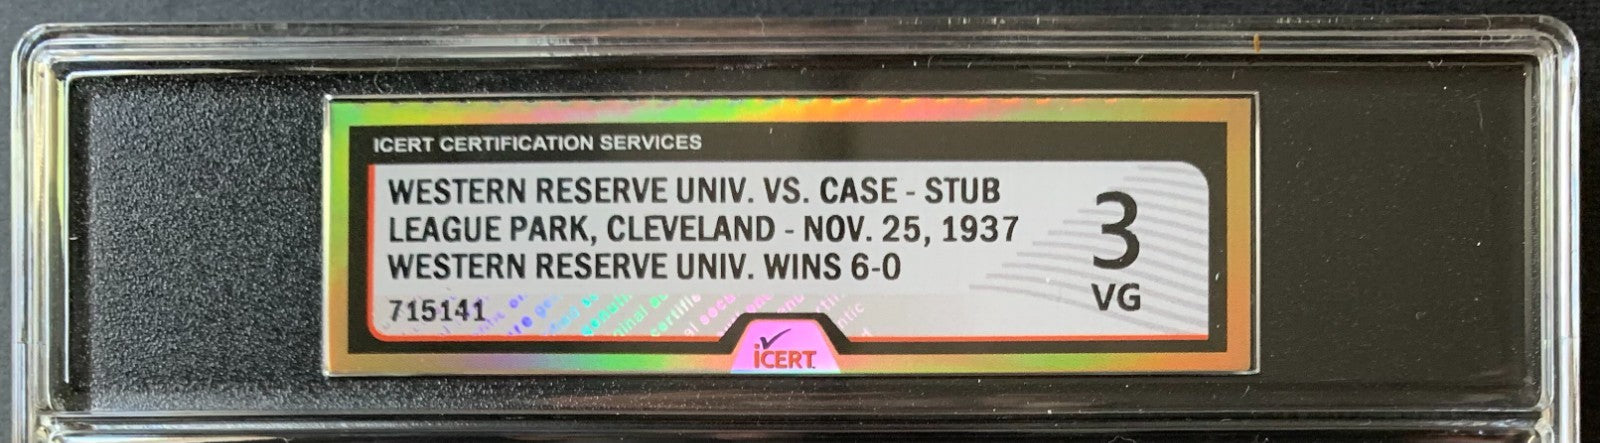 ICERT CERTIFICATION SERVICES
WESTERN RESERVE UNIV. VS. CASE - STUB
LEAGUE PARK, CLEVELAND - NOV. 25, 1937
WESTERN RESERVE UNIV. WINS 6-0
715141
3
VG
iCERT